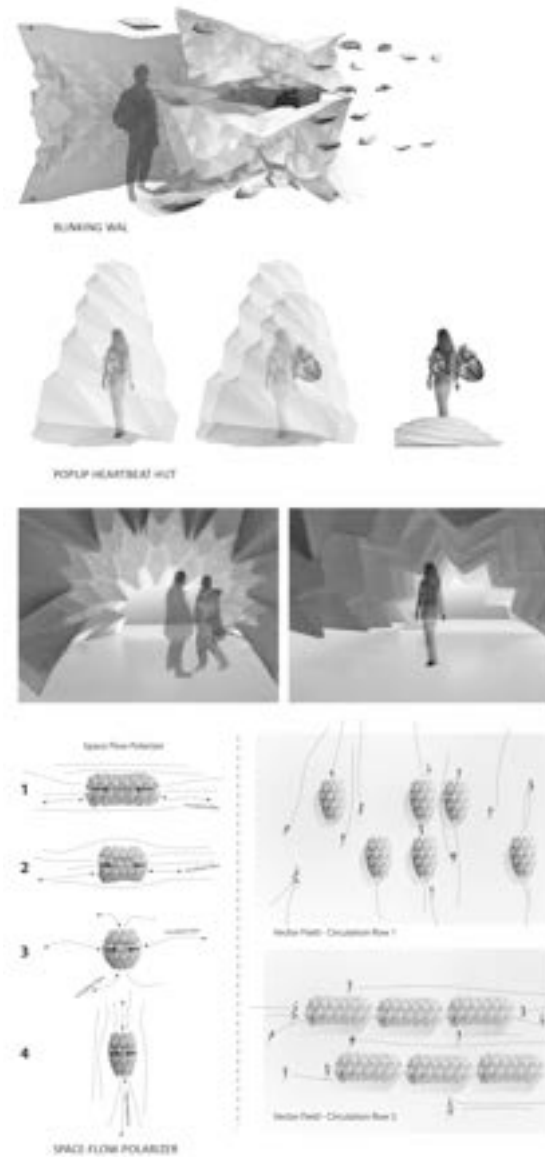 BLINKING WAL
POPUP HEARTBEAT HUT
Space Flow Polarizer
1
2
3
4
Vector Field - Circulation Flow 1
Vector Field - Circulation Flow
SPACE-FLOW-POLARIZER